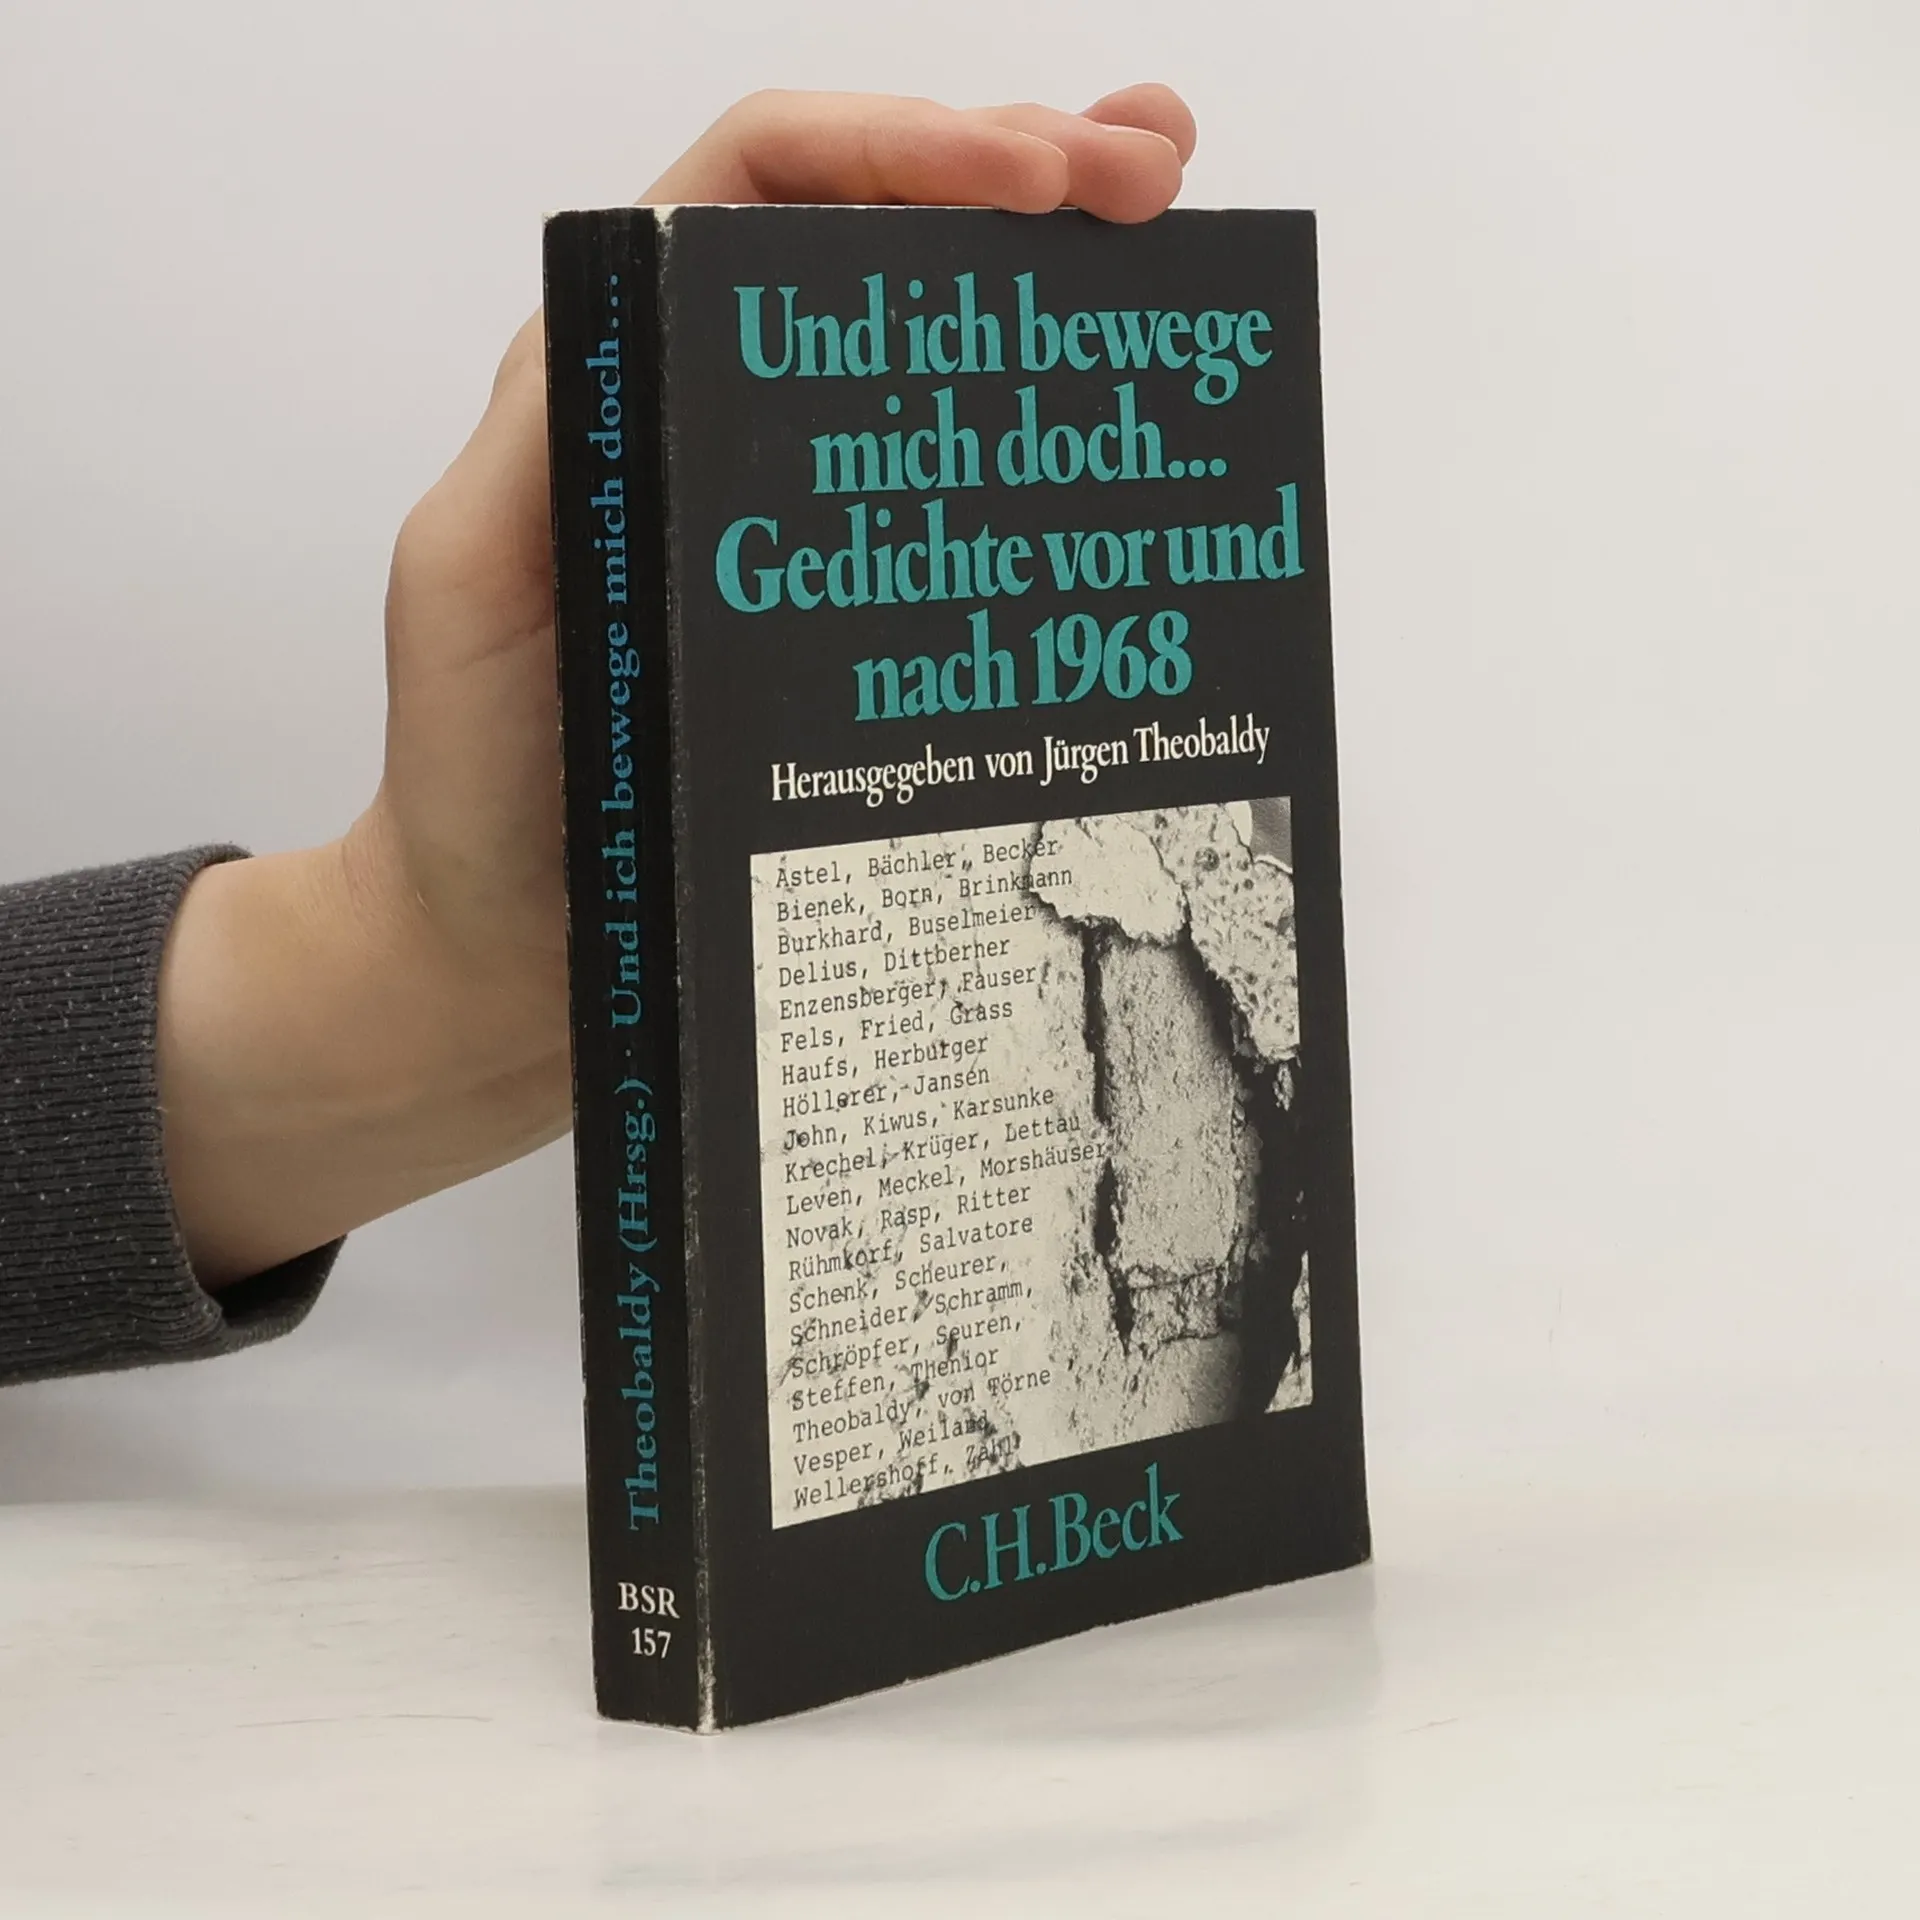 Theobaldy (Hrsg.) · Und ich bewege mich doch...
BSR
157
Und ich bewege
mich doch...
Gedichte vor und
nach 1968
Herausgegeben von Jürgen Theobaldy
Astel, Bächler, Becker
Bienek, Born, Brinkmann
Burkhard, Buselmeier
Delius, Dittberner
Enzensberger, Fauser
Fels, Fried, Grass
Haufs, Herburger
Höllerer, Jansen
John, Kiwus, Karsunke
Krechel, Krüger, Lettau
Leven, Meckel, Morshäuser
Novak, Rasp, Ritter
Rühmkorf, Salvatore
Schenk, Scheurer,
Schneider, Schramm,
Schröpfer, Seuren,
Steffen, Thenior
Theobaldy, von Törne
Vesper, Weiland,
Wellershoff, Zahl
C.H.Beck